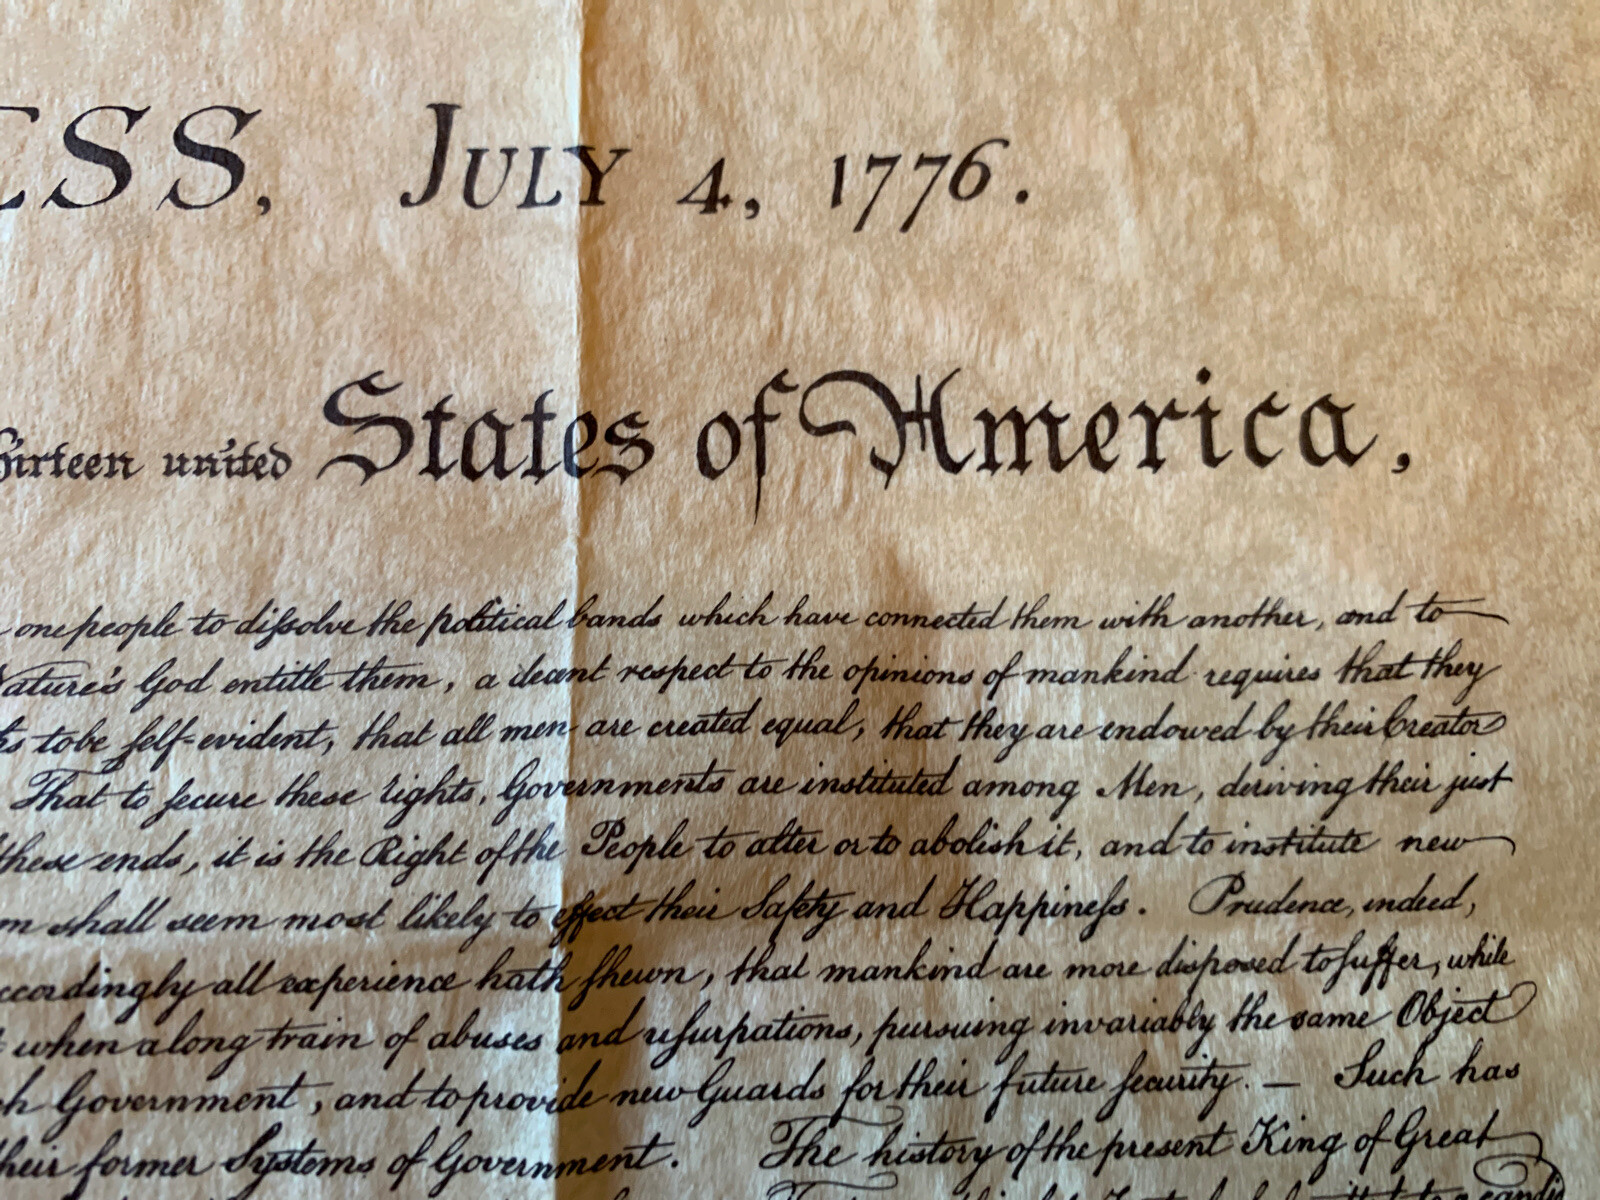 ESS, JULY 4, 1776.
thirteen united States of America,
one people to dissolve the political bands which have connected them with another, and to
Nature's God entitle them, a decent respect to the opinions of mankind requires that they
to be self-evident, that all men are created equal, that they are endowed by their Creator
That to secure these rights, Governments are instituted among Men, deriving their just
these ends, it is the Right of the People to alter or to abolish it, and to institute new
m shall seem most likely to effect their Safety and Happiness. Prudence, indeed,
ccordingly all experience hath shewn, that mankind are more disposed to suffer, while
when a long train of abuses and usurpations, pursuing invariably the same Object
ch Government, and to provide new Guards for their future security. — Such has
their former Systems of Government. The history of the present King of Great